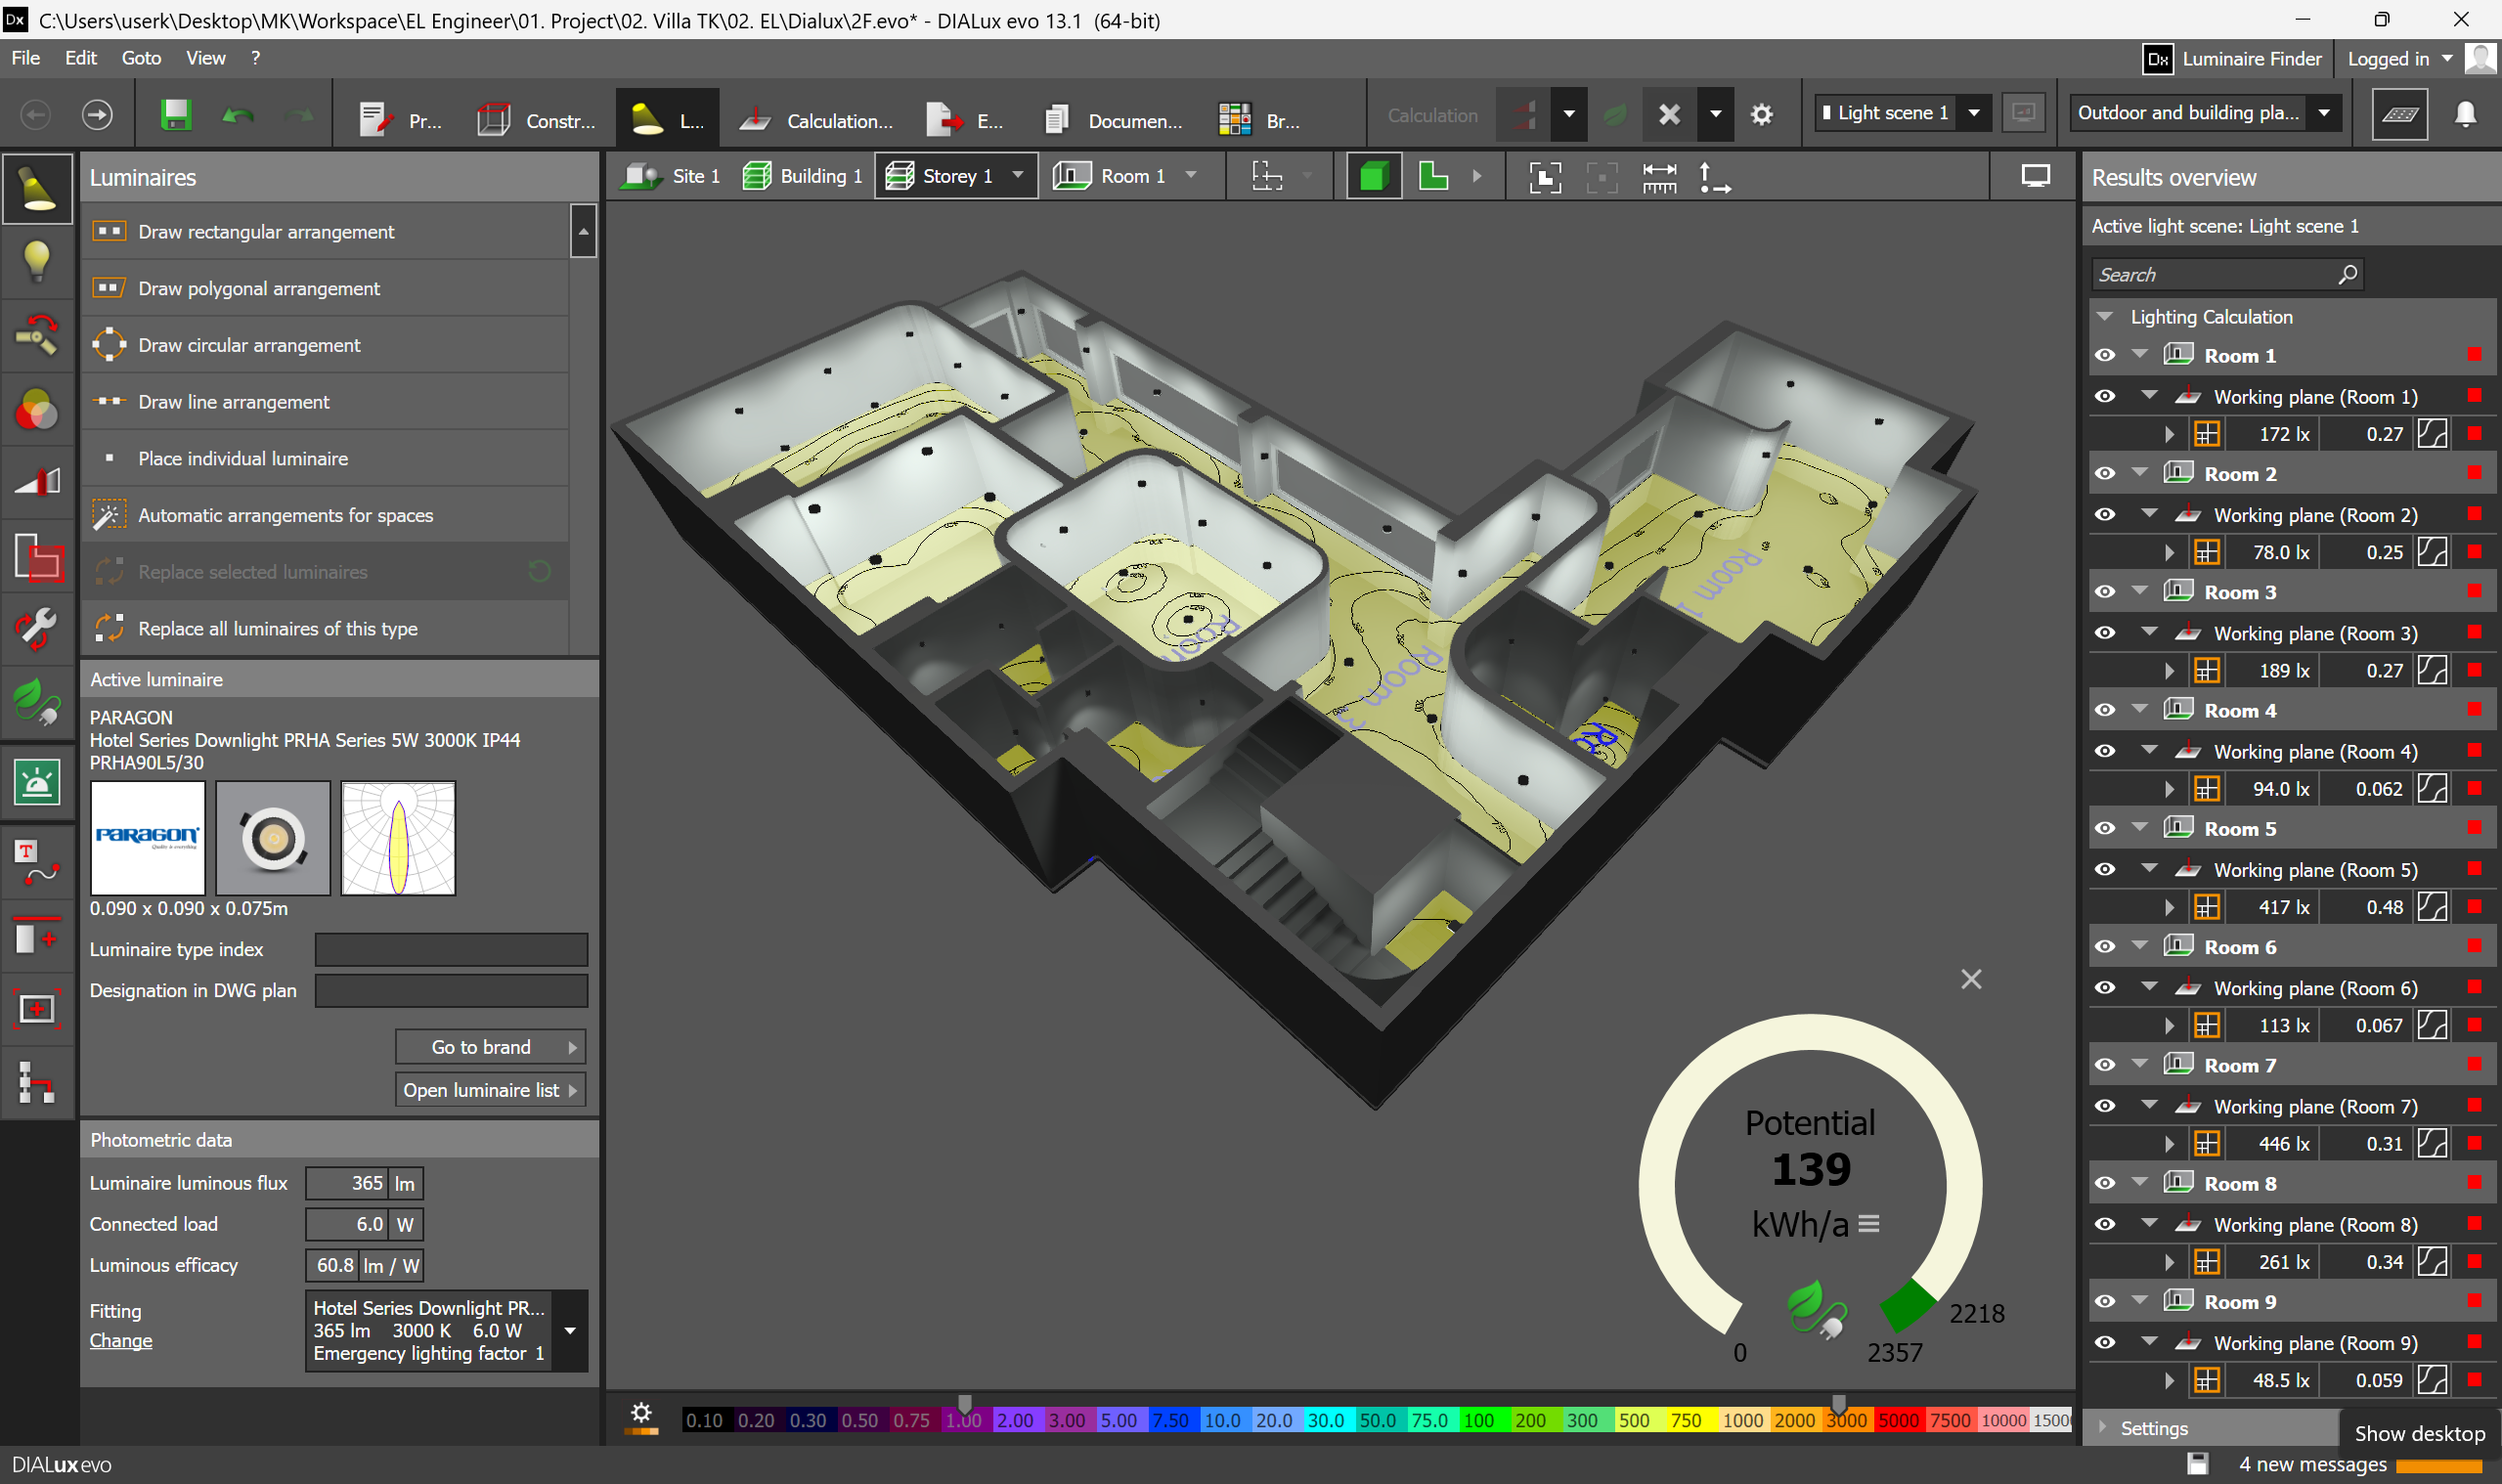 C:\Users\userk\Desktop\MK\Workspace\EL Engineer\01. Project\02. Villa TK\02. EL\Dialux\2F.evo* - DIALux evo 13.1 (64-bit)
File Edit Goto View ?
Dx Luminaire Finder Logged in
Pr... Constr... L... Calculation... E... Documen... Br... Calculation Light scene 1 Outdoor and building pla...
Luminaires
Draw rectangular arrangement
Draw polygonal arrangement
Draw circular arrangement
Draw line arrangement
Place individual luminaire
Automatic arrangements for spaces
Replace selected luminaires
Replace all luminaires of this type
Active luminaire
PARAGON
Hotel Series Downlight PRHA Series 5W 3000K IP44
PRHA90L5/30
PARAGON
0.090 x 0.090 x 0.075m
Luminaire type index
Designation in DWG plan
Go to brand
Open luminaire list
Photometric data
Luminaire luminous flux 365 lm
Connected load 6.0 W
Luminous efficacy 60.8 lm / W
Fitting
Change
Hotel Series Downlight PR...
365 lm 3000 K 6.0 W
Emergency lighting factor 1
Site 1 Building 1 Storey 1 Room 1
Room 1
Room 3
Potential
139
kWh/a
0
2357
2218
0.10 0.20 0.30 0.50 0.75 1.00 2.00 3.00 5.00 7.50 10.0 20.0 30.0 50.0 75.0 100 200 300 500 750 1000 2000 3000 5000 7500 10000 15000
Results overview
Active light scene: Light scene 1
Search
Lighting Calculation
Room 1
Working plane (Room 1)
172 lx 0.27
Room 2
Working plane (Room 2)
78.0 lx 0.25
Room 3
Working plane (Room 3)
189 lx 0.27
Room 4
Working plane (Room 4)
94.0 lx 0.062
Room 5
Working plane (Room 5)
417 lx 0.48
Room 6
Working plane (Room 6)
113 lx 0.067
Room 7
Working plane (Room 7)
446 lx 0.31
Room 8
Working plane (Room 8)
261 lx 0.34
Room 9
Working plane (Room 9)
48.5 lx 0.059
Settings
Show desktop
DIALux evo
4 new messages